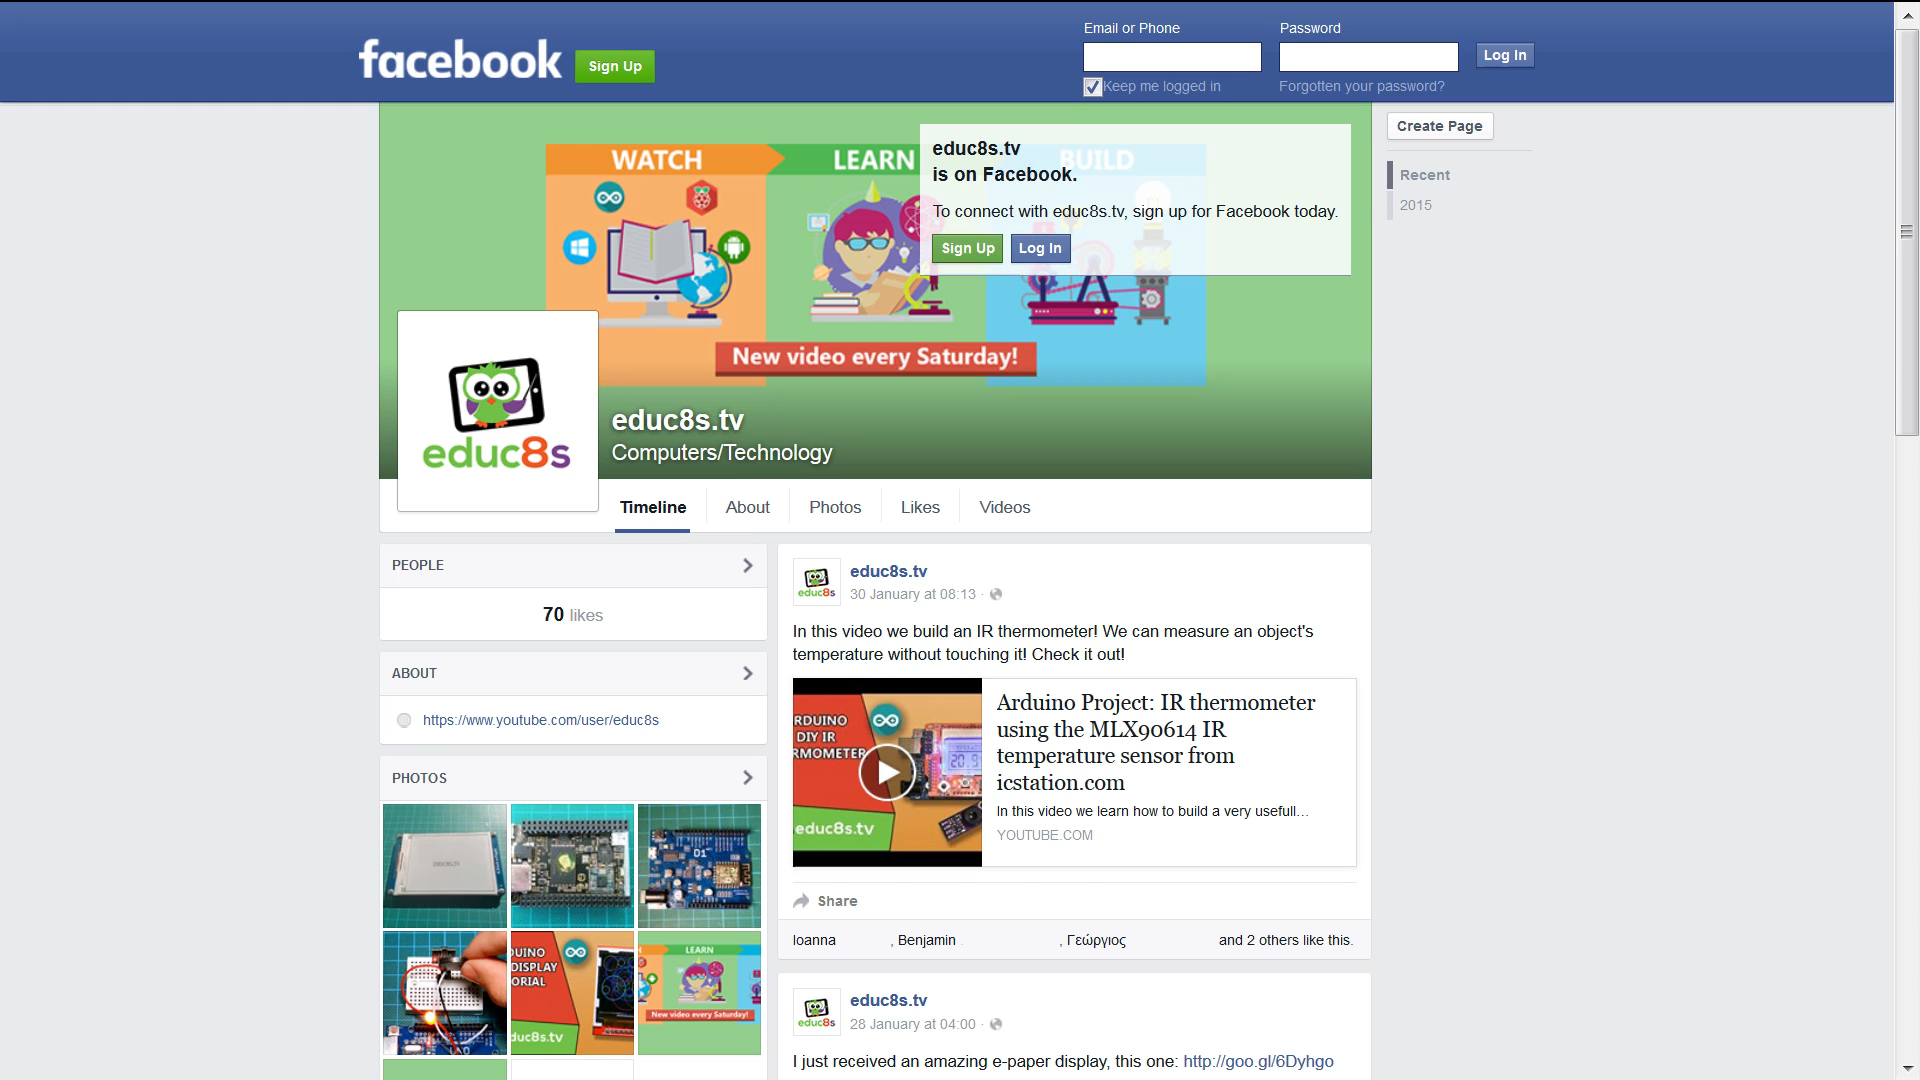 Email or Phone
Password
facebook
Sign Up
Log In
Keep me logged in
Forgotten your password?
Create Page
Recent
2015
WATCH
LEARN
BUILD
educ8s.tv
is on Facebook.
To connect with educ8s.tv, sign up for Facebook today.
Sign Up
Log In
New video every Saturday!
educ8s
educ8s.tv
Computers/Technology
Timeline
About
Photos
Likes
Videos
PEOPLE
70 likes
ABOUT
https://www.youtube.com/user/educ8s
PHOTOS
D1
UINO
DISPLAY
ORIAL
duc8s.tv
LEARN
New video every Saturday!
educ8s
educ8s.tv
30 January at 08:13 ·
In this video we build an IR thermometer! We can measure an object's
temperature without touching it! Check it out!
RDUINO
DIY IR
RMOMETER
20.9
educ8s.tv
Arduino Project: IR thermometer
using the MLX90614 IR
temperature sensor from
icstation.com
In this video we learn how to build a very usefull...
YOUTUBE.COM
Share
Ioanna , Benjamin , Γεώργιος and 2 others like this.
educ8s
educ8s.tv
28 January at 04:00 ·
I just received an amazing e-paper display, this one: http://goo.gl/6Dyhgo